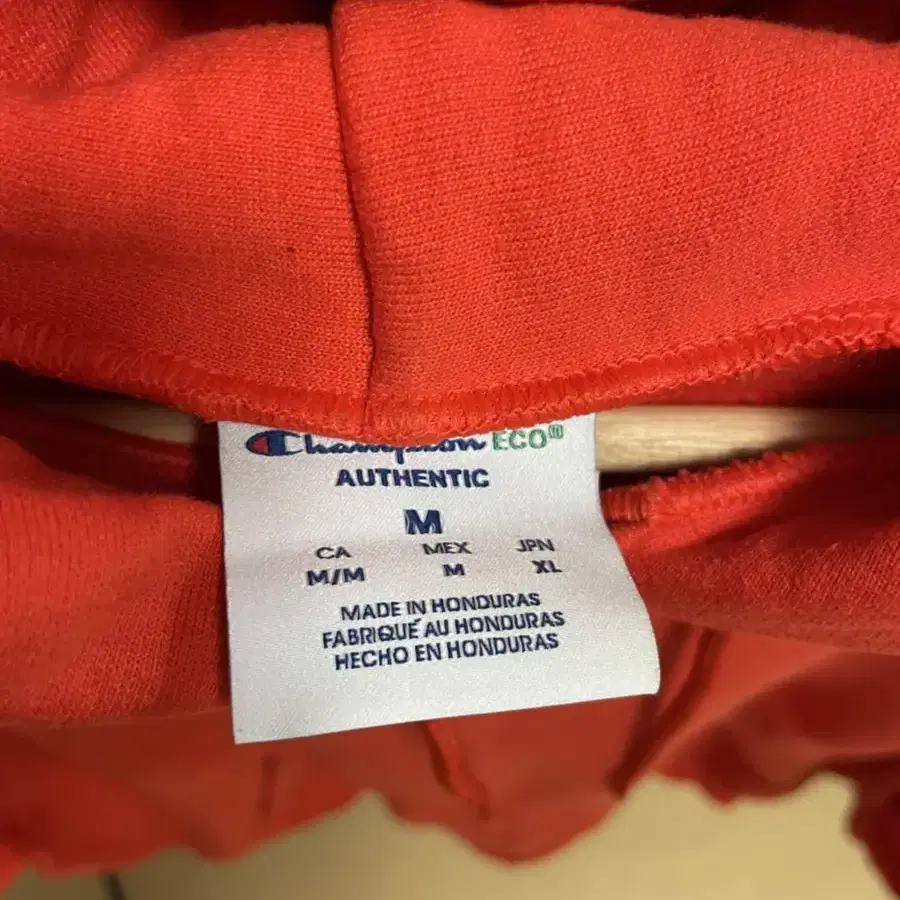 Champion ECO
AUTHENTIC
M
CA MEX JPN
M/M M XL
MADE IN HONDURAS
FABRIQUÉ AU HONDURAS
HECHO EN HONDURAS